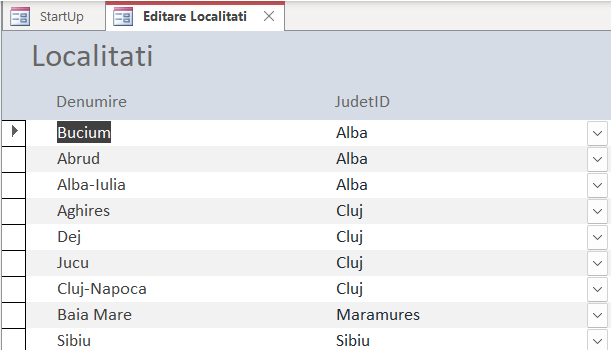 StartUp Editare Localitati
Localitati
Denumire JudetID
Bucium Alba
Abrud Alba
Alba-Iulia Alba
Aghires Cluj
Dej Cluj
Jucu Cluj
Cluj-Napoca Cluj
Baia Mare Maramures
Sibiu Sibiu